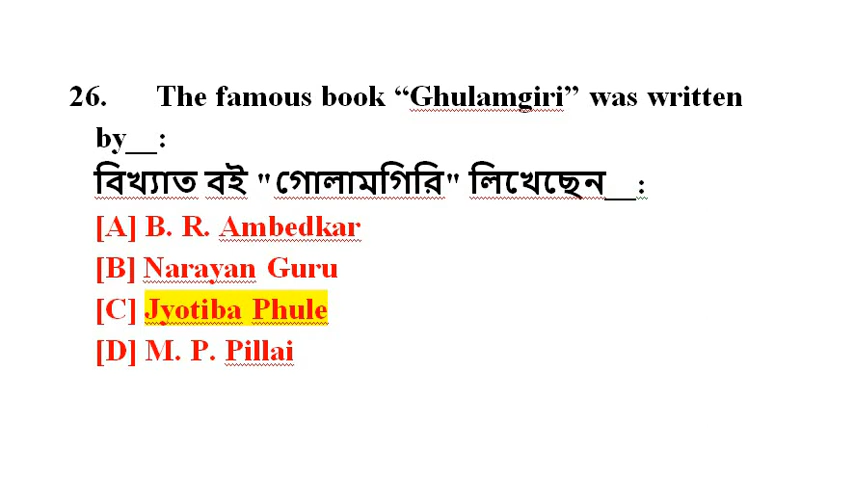 26. The famous book “Ghulamgiri” was written
by__:
বিখ্যাত বই "গোলামগিরি" লিখেছেন__:
[A] B. R. Ambedkar
[B] Narayan Guru
[C] Jyotiba Phule
[D] M. P. Pillai